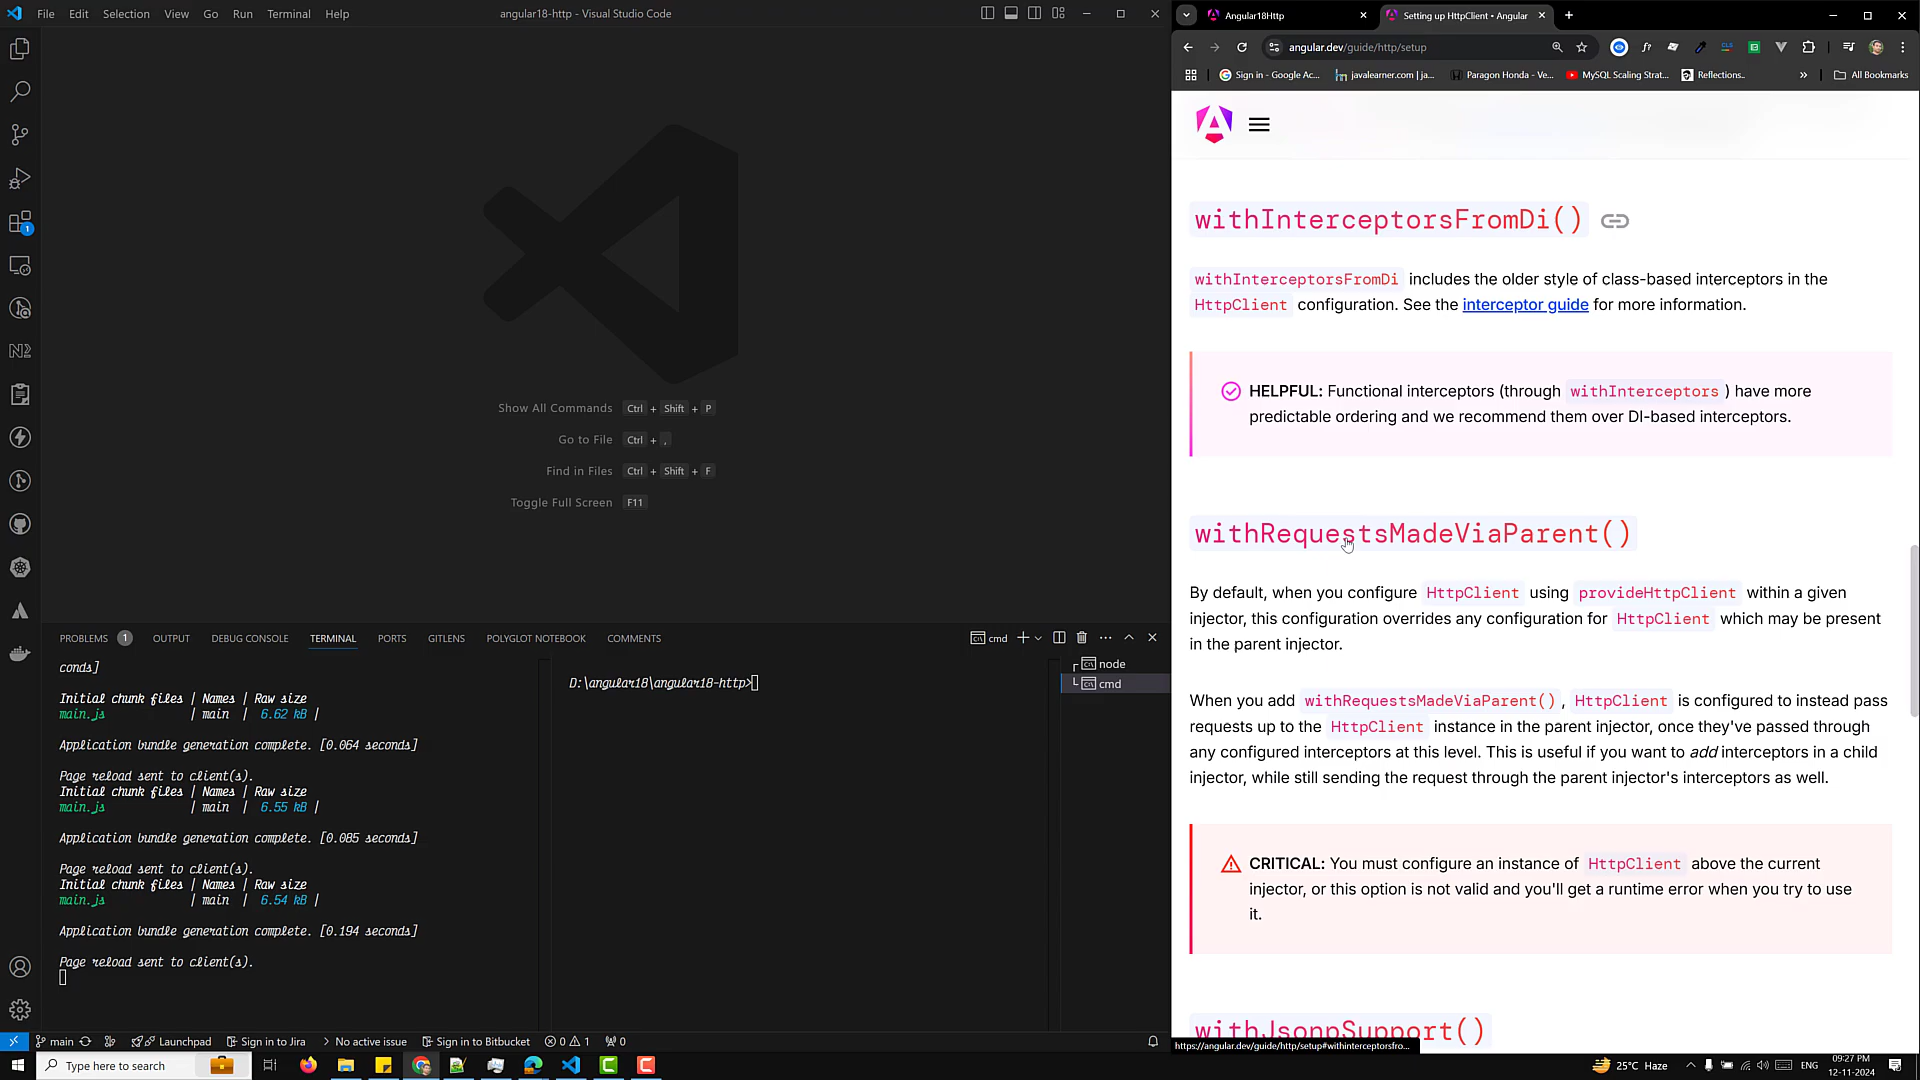 File Edit Selection View Go Run Terminal Help
angular18-http - Visual Studio Code
1
Show All Commands Ctrl + Shift + P
Go to File Ctrl + ,
Find in Files Ctrl + Shift + F
Toggle Full Screen F11
PROBLEMS 1 OUTPUT DEBUG CONSOLE TERMINAL PORTS GITLENS POLYGLOT NOTEBOOK COMMENTS
cmd
conds]
Initial chunk files | Names | Raw size
main.js | main | 6.62 kB |
Application bundle generation complete. [0.064 seconds]
Page reload sent to client(s).
Initial chunk files | Names | Raw size
main.js | main | 6.55 kB |
Application bundle generation complete. [0.085 seconds]
Page reload sent to client(s).
Initial chunk files | Names | Raw size
main.js | main | 6.54 kB |
Application bundle generation complete. [0.194 seconds]
Page reload sent to client(s).
D:\angular18\angular18-http>
node
cmd
main Launchpad Sign in to Jira No active issue Sign in to Bitbucket 0 1 0
Angular18Http
Setting up HttpClient • Angular
angular.dev/guide/http/setup
Sign in - Google Ac... javalearner.com | ja... Paragon Honda - Ve... MySQL Scaling Strat... Reflections.. » All Bookmarks
withInterceptorsFromDi()
withInterceptorsFromDi includes the older style of class-based interceptors in the
HttpClient configuration. See the interceptor guide for more information.
HELPFUL: Functional interceptors (through withInterceptors ) have more
predictable ordering and we recommend them over DI-based interceptors.
withRequestsMadeViaParent()
By default, when you configure HttpClient using provideHttpClient within a given
injector, this configuration overrides any configuration for HttpClient which may be present
in the parent injector.
When you add withRequestsMadeViaParent() , HttpClient is configured to instead pass
requests up to the HttpClient instance in the parent injector, once they've passed through
any configured interceptors at this level. This is useful if you want to add interceptors in a child
injector, while still sending the request through the parent injector's interceptors as well.
CRITICAL: You must configure an instance of HttpClient above the current
injector, or this option is not valid and you'll get a runtime error when you try to use
it.
withJsonpSupport()
https://angular.dev/guide/http/setup#withinterceptorsfro...
Type here to search
25°C Haze
ENG
09:27 PM
12-11-2024